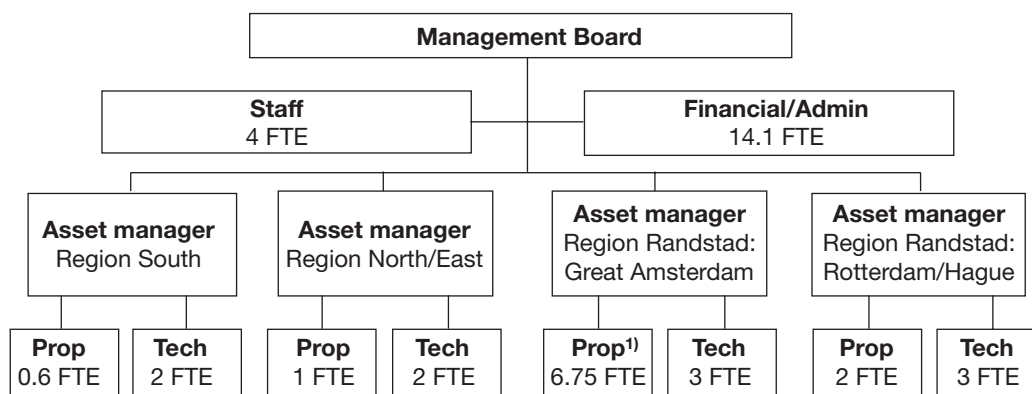 Management Board
Staff
4 FTE
Financial/Admin
14.1 FTE
Asset manager
Region South
Asset manager
Region North/East
Asset manager
Region Randstad:
Great Amsterdam
Asset manager
Region Randstad:
Rotterdam/Hague
Prop
0.6 FTE
Tech
2 FTE
Prop
1 FTE
Tech
2 FTE
Prop¹⁾
6.75 FTE
Tech
3 FTE
Prop
2 FTE
Tech
3 FTE